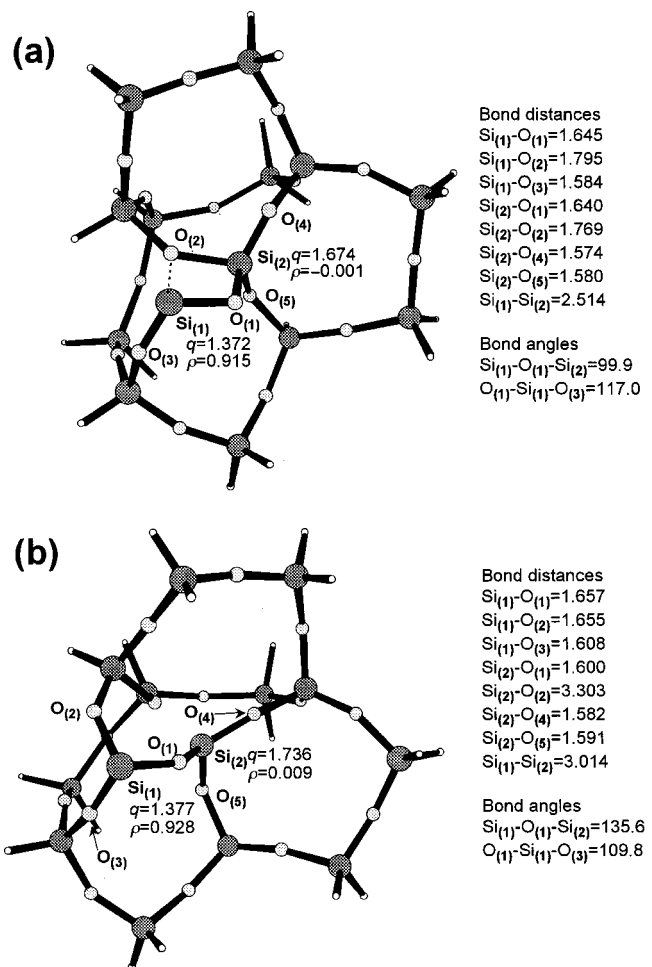 (a)
Bond distances
Si(1)-O(1)=1.645
Si(1)-O(2)=1.795
Si(1)-O(3)=1.584
Si(2)-O(1)=1.640
Si(2)-O(2)=1.769
Si(2)-O(4)=1.574
Si(2)-O(5)=1.580
Si(1)-Si(2)=2.514
Bond angles
Si(1)-O(1)-Si(2)=99.9
O(1)-Si(1)-O(3)=117.0
O(4)
O(2)
Si(2) q=1.674
ρ=−0.001
O(5)
Si(1)
O(1)
q=1.372
ρ=0.915
O(3)
(b)
Bond distances
Si(1)-O(1)=1.657
Si(1)-O(2)=1.655
Si(1)-O(3)=1.608
Si(2)-O(1)=1.600
Si(2)-O(2)=3.303
Si(2)-O(4)=1.582
Si(2)-O(5)=1.591
Si(1)-Si(2)=3.014
Bond angles
Si(1)-O(1)-Si(2)=135.6
O(1)-Si(1)-O(3)=109.8
O(2)
O(4)
O(1)
Si(2) q=1.736
ρ=0.009
Si(1)
q=1.377
ρ=0.928
O(5)
O(3)